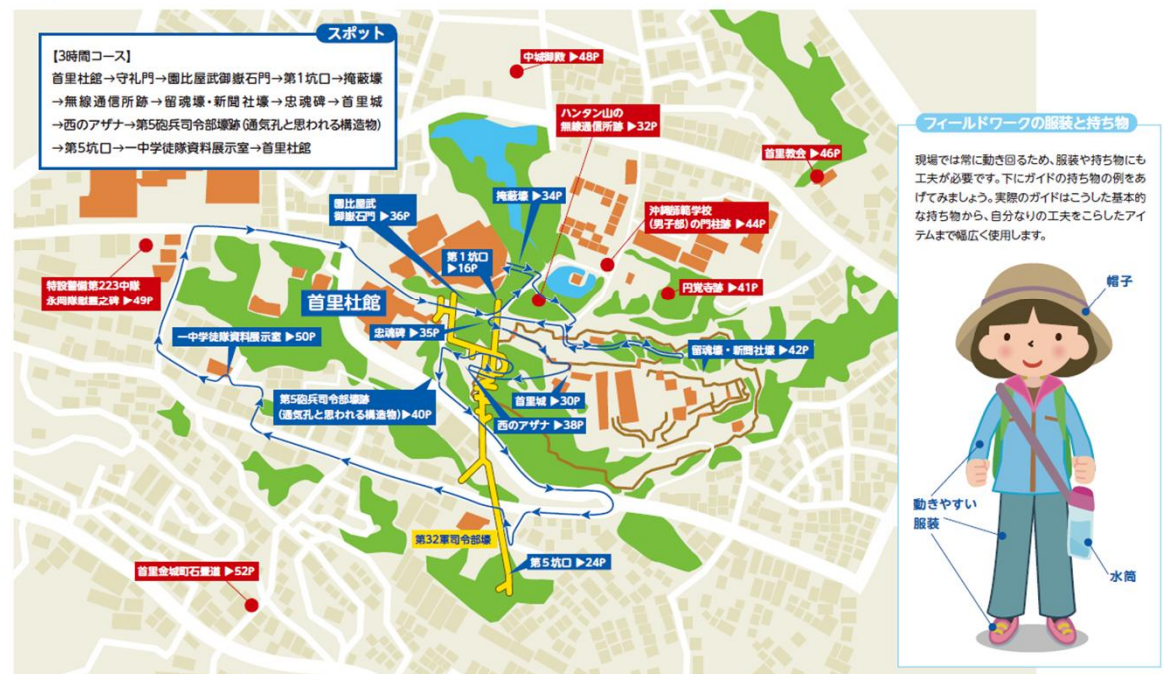 スポット
【3時間コース】
首里杜館→守礼門→園比屋武御嶽石門→第1坑口→掩蔽壕
→無線通信所跡→留魂壕・新聞社壕→忠魂碑→首里城
→西のアザナ→第5砲兵司令部壕跡(通気孔と思われる構造物)
→第5坑口→一中学徒隊資料展示室→首里杜館
中城御殿 ▶48P
ハンタン山の
無線通信所跡 ▶32P
首里教会 ▶46P
園比屋武
御嶽石門 ▶36P
掩蔽壕 ▶34P
沖縄師範学校
(男子部)の門柱跡 ▶44P
第1坑口
▶16P
特設警備第223中隊
永岡隊慰霊之碑 ▶49P
首里杜館
円覚寺跡 ▶41P
忠魂碑 ▶35P
一中学徒隊資料展示室 ▶50P
留魂壕・新聞社壕 ▶42P
第5砲兵司令部壕跡
(通気孔と思われる構造物)▶40P
首里城 ▶30P
西のアザナ ▶38P
第32軍司令部壕
第5坑口 ▶24P
首里金城町石畳道 ▶52P
フィールドワークの服装と持ち物
現場では常に動き回るため、服装や持ち物にも
工夫が必要です。下にガイドの持ち物の例をあ
げてみましょう。実際のガイドはこうした基本的
な持ち物から、自分なりの工夫をこらしたアイ
テムまで幅広く使用します。
帽子
動きやすい
服装
水筒